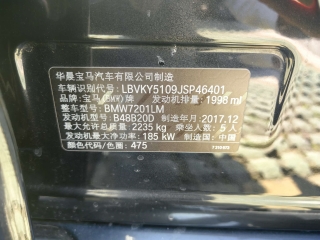 华晨宝马汽车有限公司制造
车辆识别代号：LBVKY5109JSP46401
品牌：宝马(BMW)牌 发动机排量：1998 ml
整车型号：BMW7201LM
发动机型号：B48B20D 制造年月：2017.12
最大允许总质量：2235 kg 乘坐人数：5人
发动机最大净功率：185 kW 制造国：中国
颜色代码/色圈：475